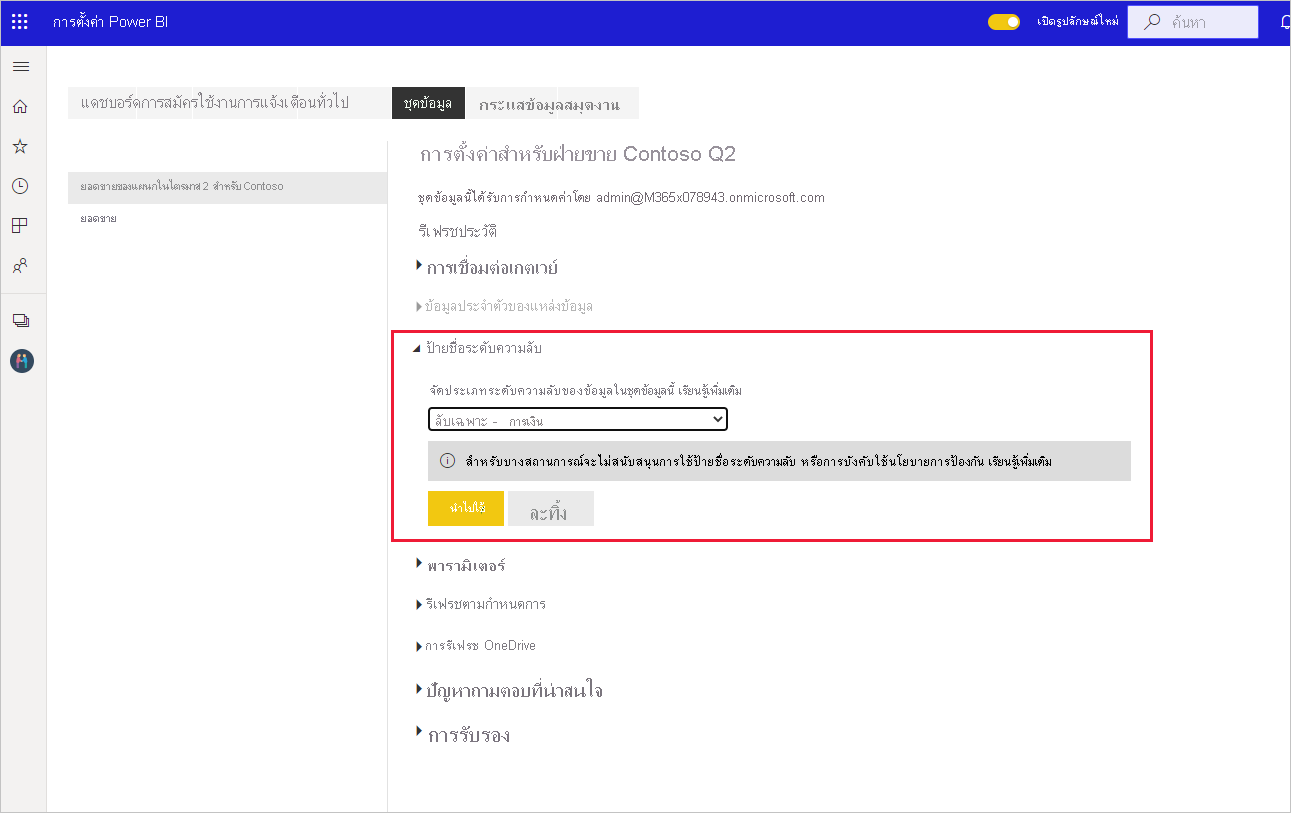 การตั้งค่า Power BI
เปิดรูปลักษณ์ใหม่
ค้นหา
แดชบอร์ดการสมัครใช้งานการแจ้งเตือนทั่วไป
ชุดข้อมูล
กระแสข้อมูลสมุดงาน
การตั้งค่าสําหรับฝ่ายขาย Contoso Q2
ยอดขายของแผนกในไตรมาส 2 สำหรับ Contoso
ชุดข้อมูลนี้ได้รับการกําหนดค่าโดย admin@M365x078943.onmicrosoft.com
ยอดขาย
รีเฟรชประวัติ
การเชื่อมต่อเกตเวย์
ข้อมูลประจําตัวของแหล่งข้อมูล
ป้ายชื่อระดับความลับ
จัดประเภทระดับความลับของข้อมูลในชุดข้อมูลนี้ เรียนรู้เพิ่มเติม
ลับเฉพาะ - การเงิน
สําหรับบางสถานการณ์จะไม่สนับสนุนการใช้ป้ายชื่อระดับความลับ หรือการบังคับใช้นโยบายการป้องกัน เรียนรู้เพิ่มเติม
นําไปใช้
ละทิ้ง
พารามิเตอร์
รีเฟรชตามกําหนดการ
การรีเฟรช OneDrive
ปัญหาถามตอบที่น่าสนใจ
การรับรอง